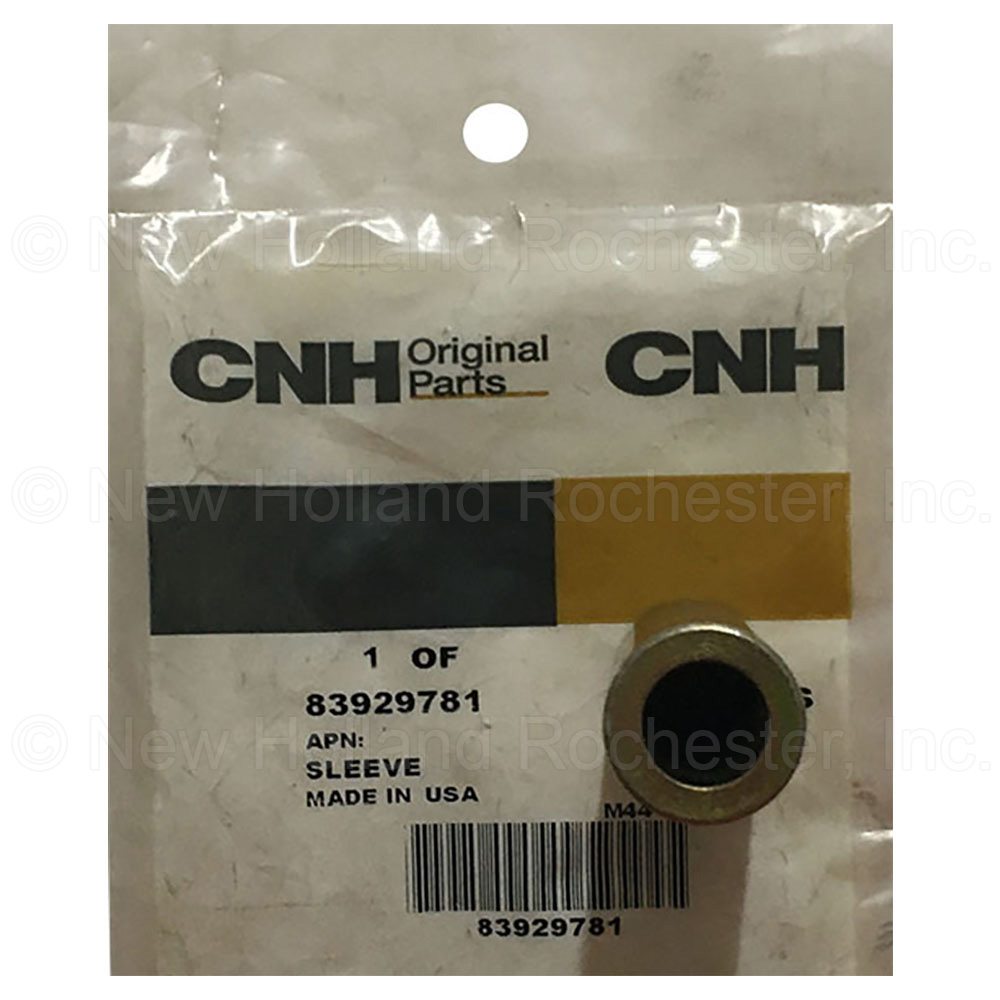 © New Holland Rochester, Inc.
CNH Original Parts CNH
© New Holland Rochester, Inc.
1 OF
83929781
APN:
SLEEVE
MADE IN USA
© New Holland Rochester, Inc.
M44
83929781